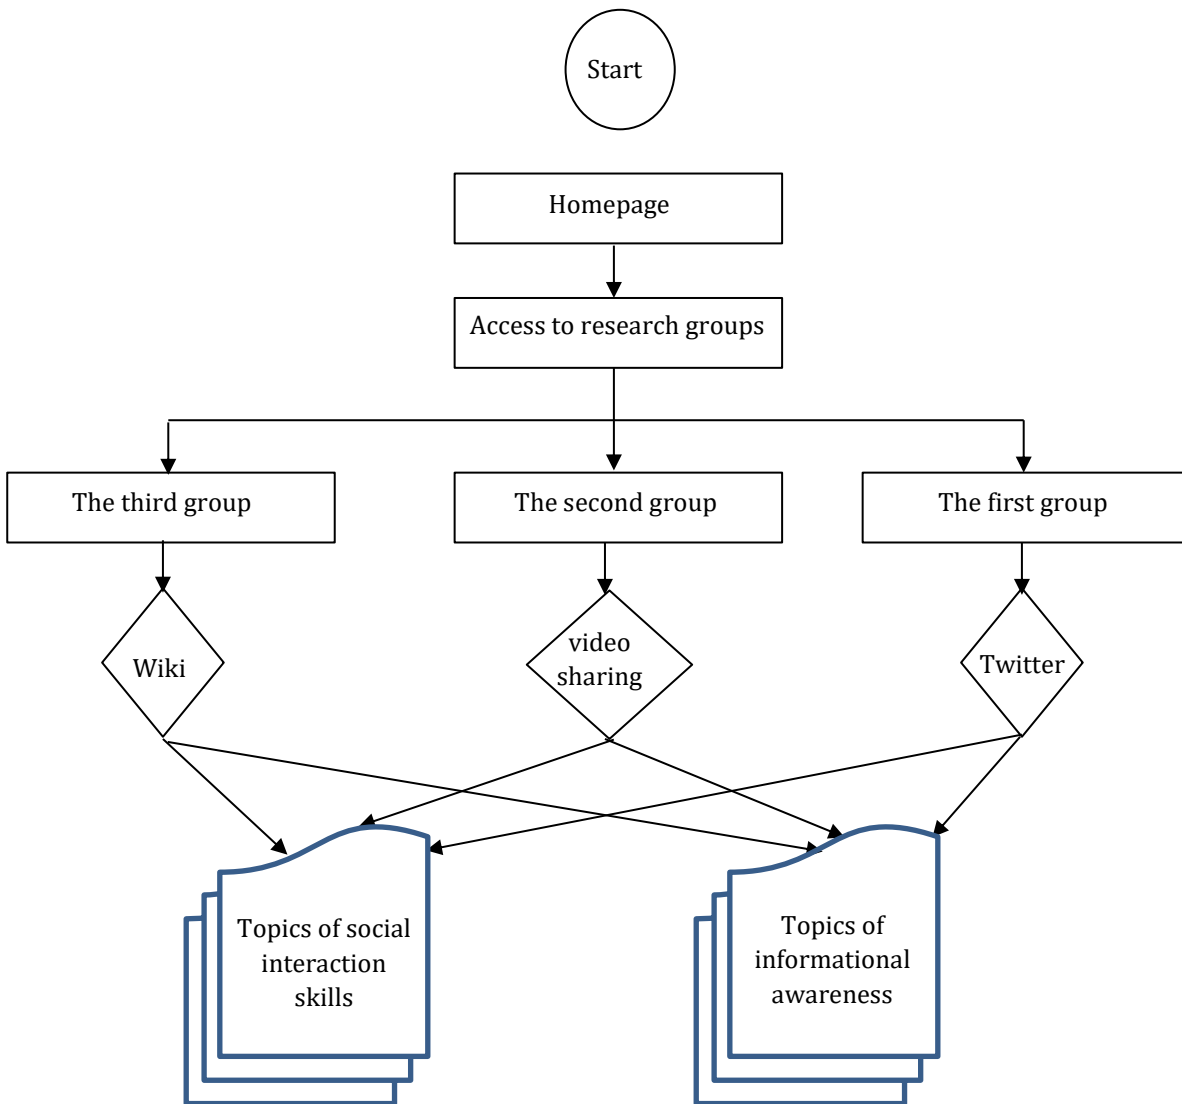 Start
Homepage
Access to research groups
The third group
The second group
The first group
Wiki
video
sharing
Twitter
Topics of social
interaction
skills
Topics of
informational
awareness